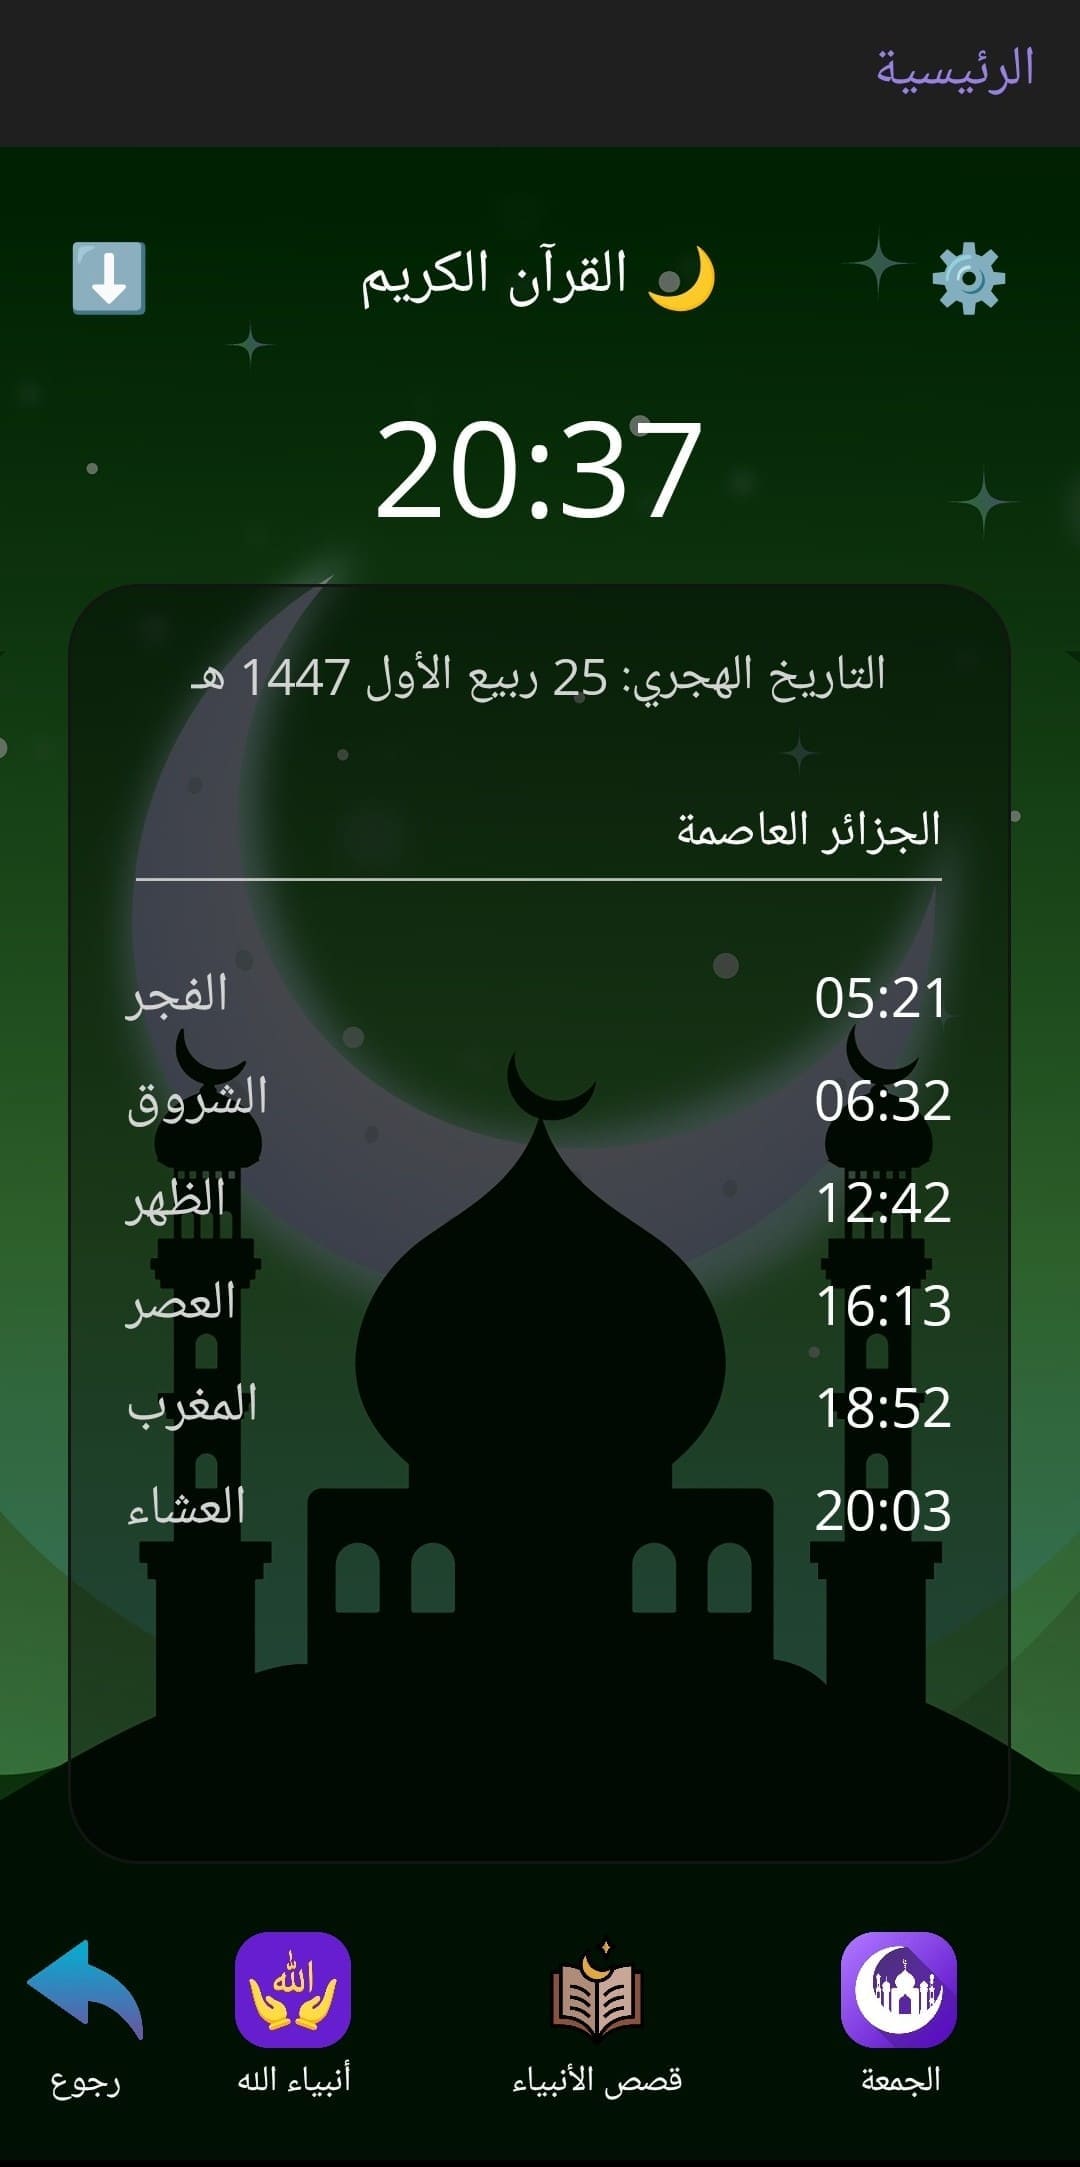 الرئيسية
🌙 القرآن الكريم
20:37
التاريخ الهجري: 25 ربيع الأول 1447 هـ
الجزائر العاصمة
الفجر 05:21
الشروق 06:32
الظهر 12:42
العصر 16:13
المغرب 18:52
العشاء 20:03
الله
الجمعة
قصص الأنبياء
أنبياء الله
رجوع